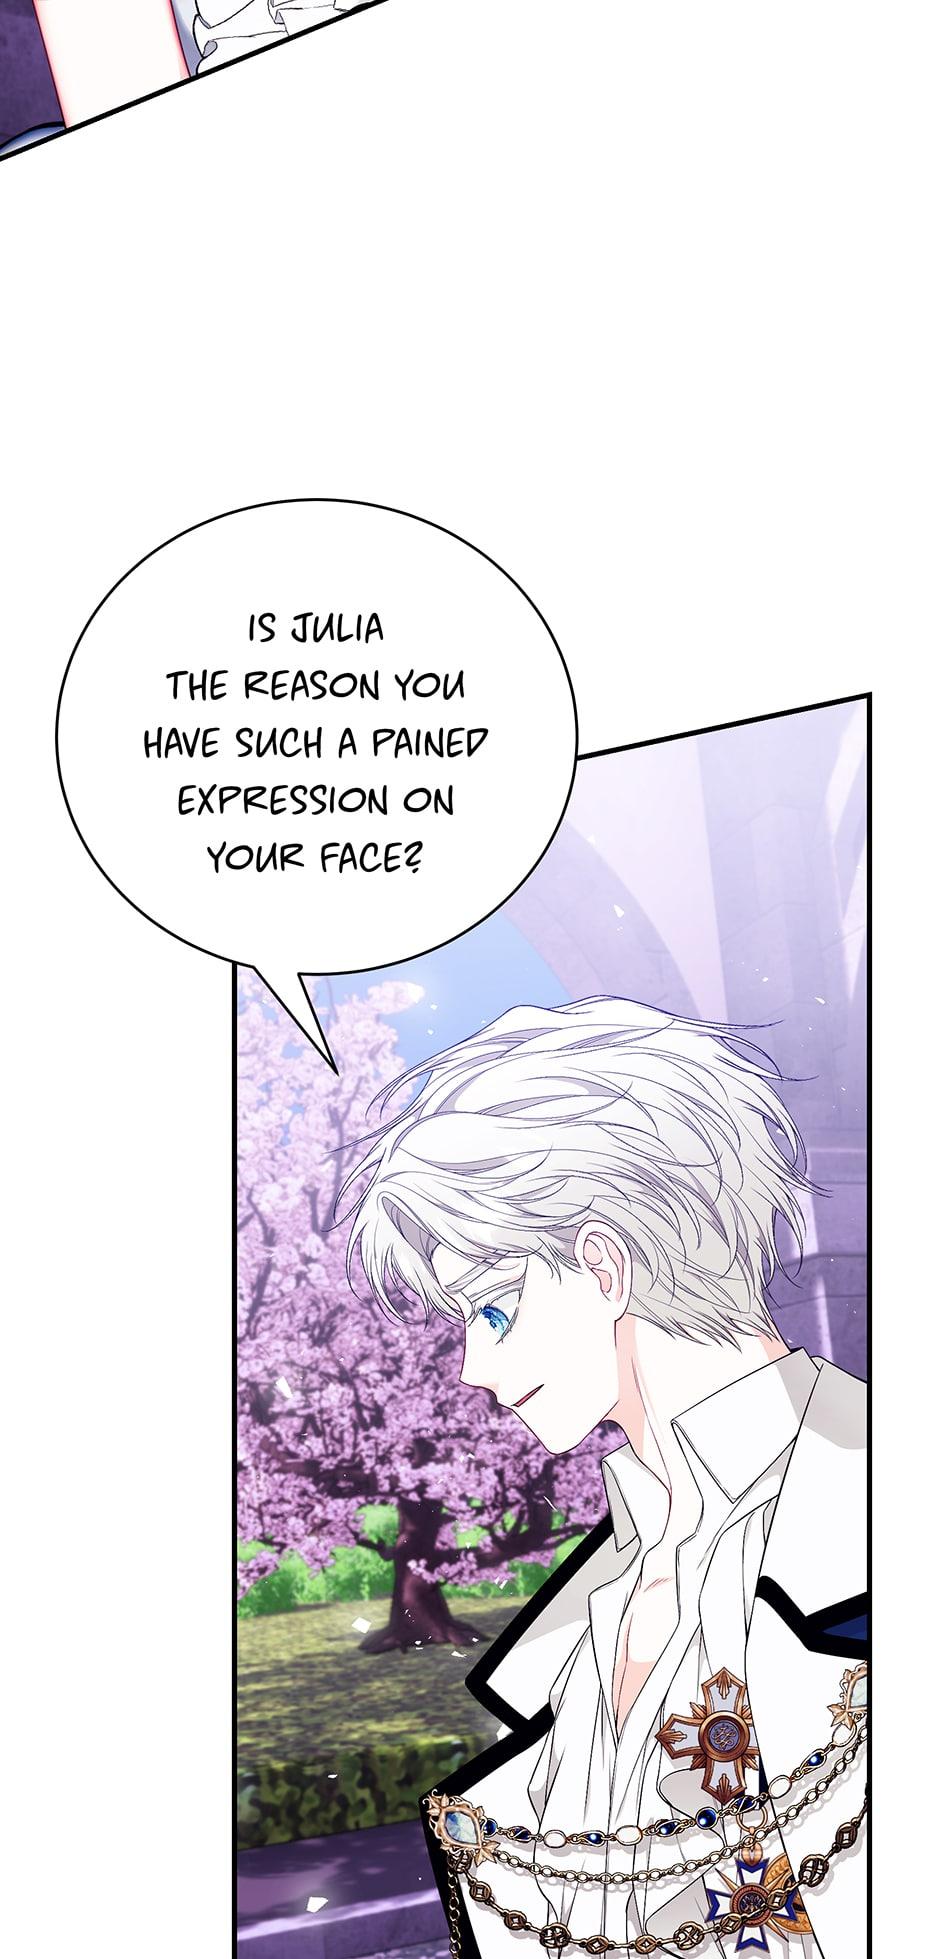 IS JULIA
THE REASON YOU
HAVE SUCH A PAINED
EXPRESSION ON
YOUR FACE?